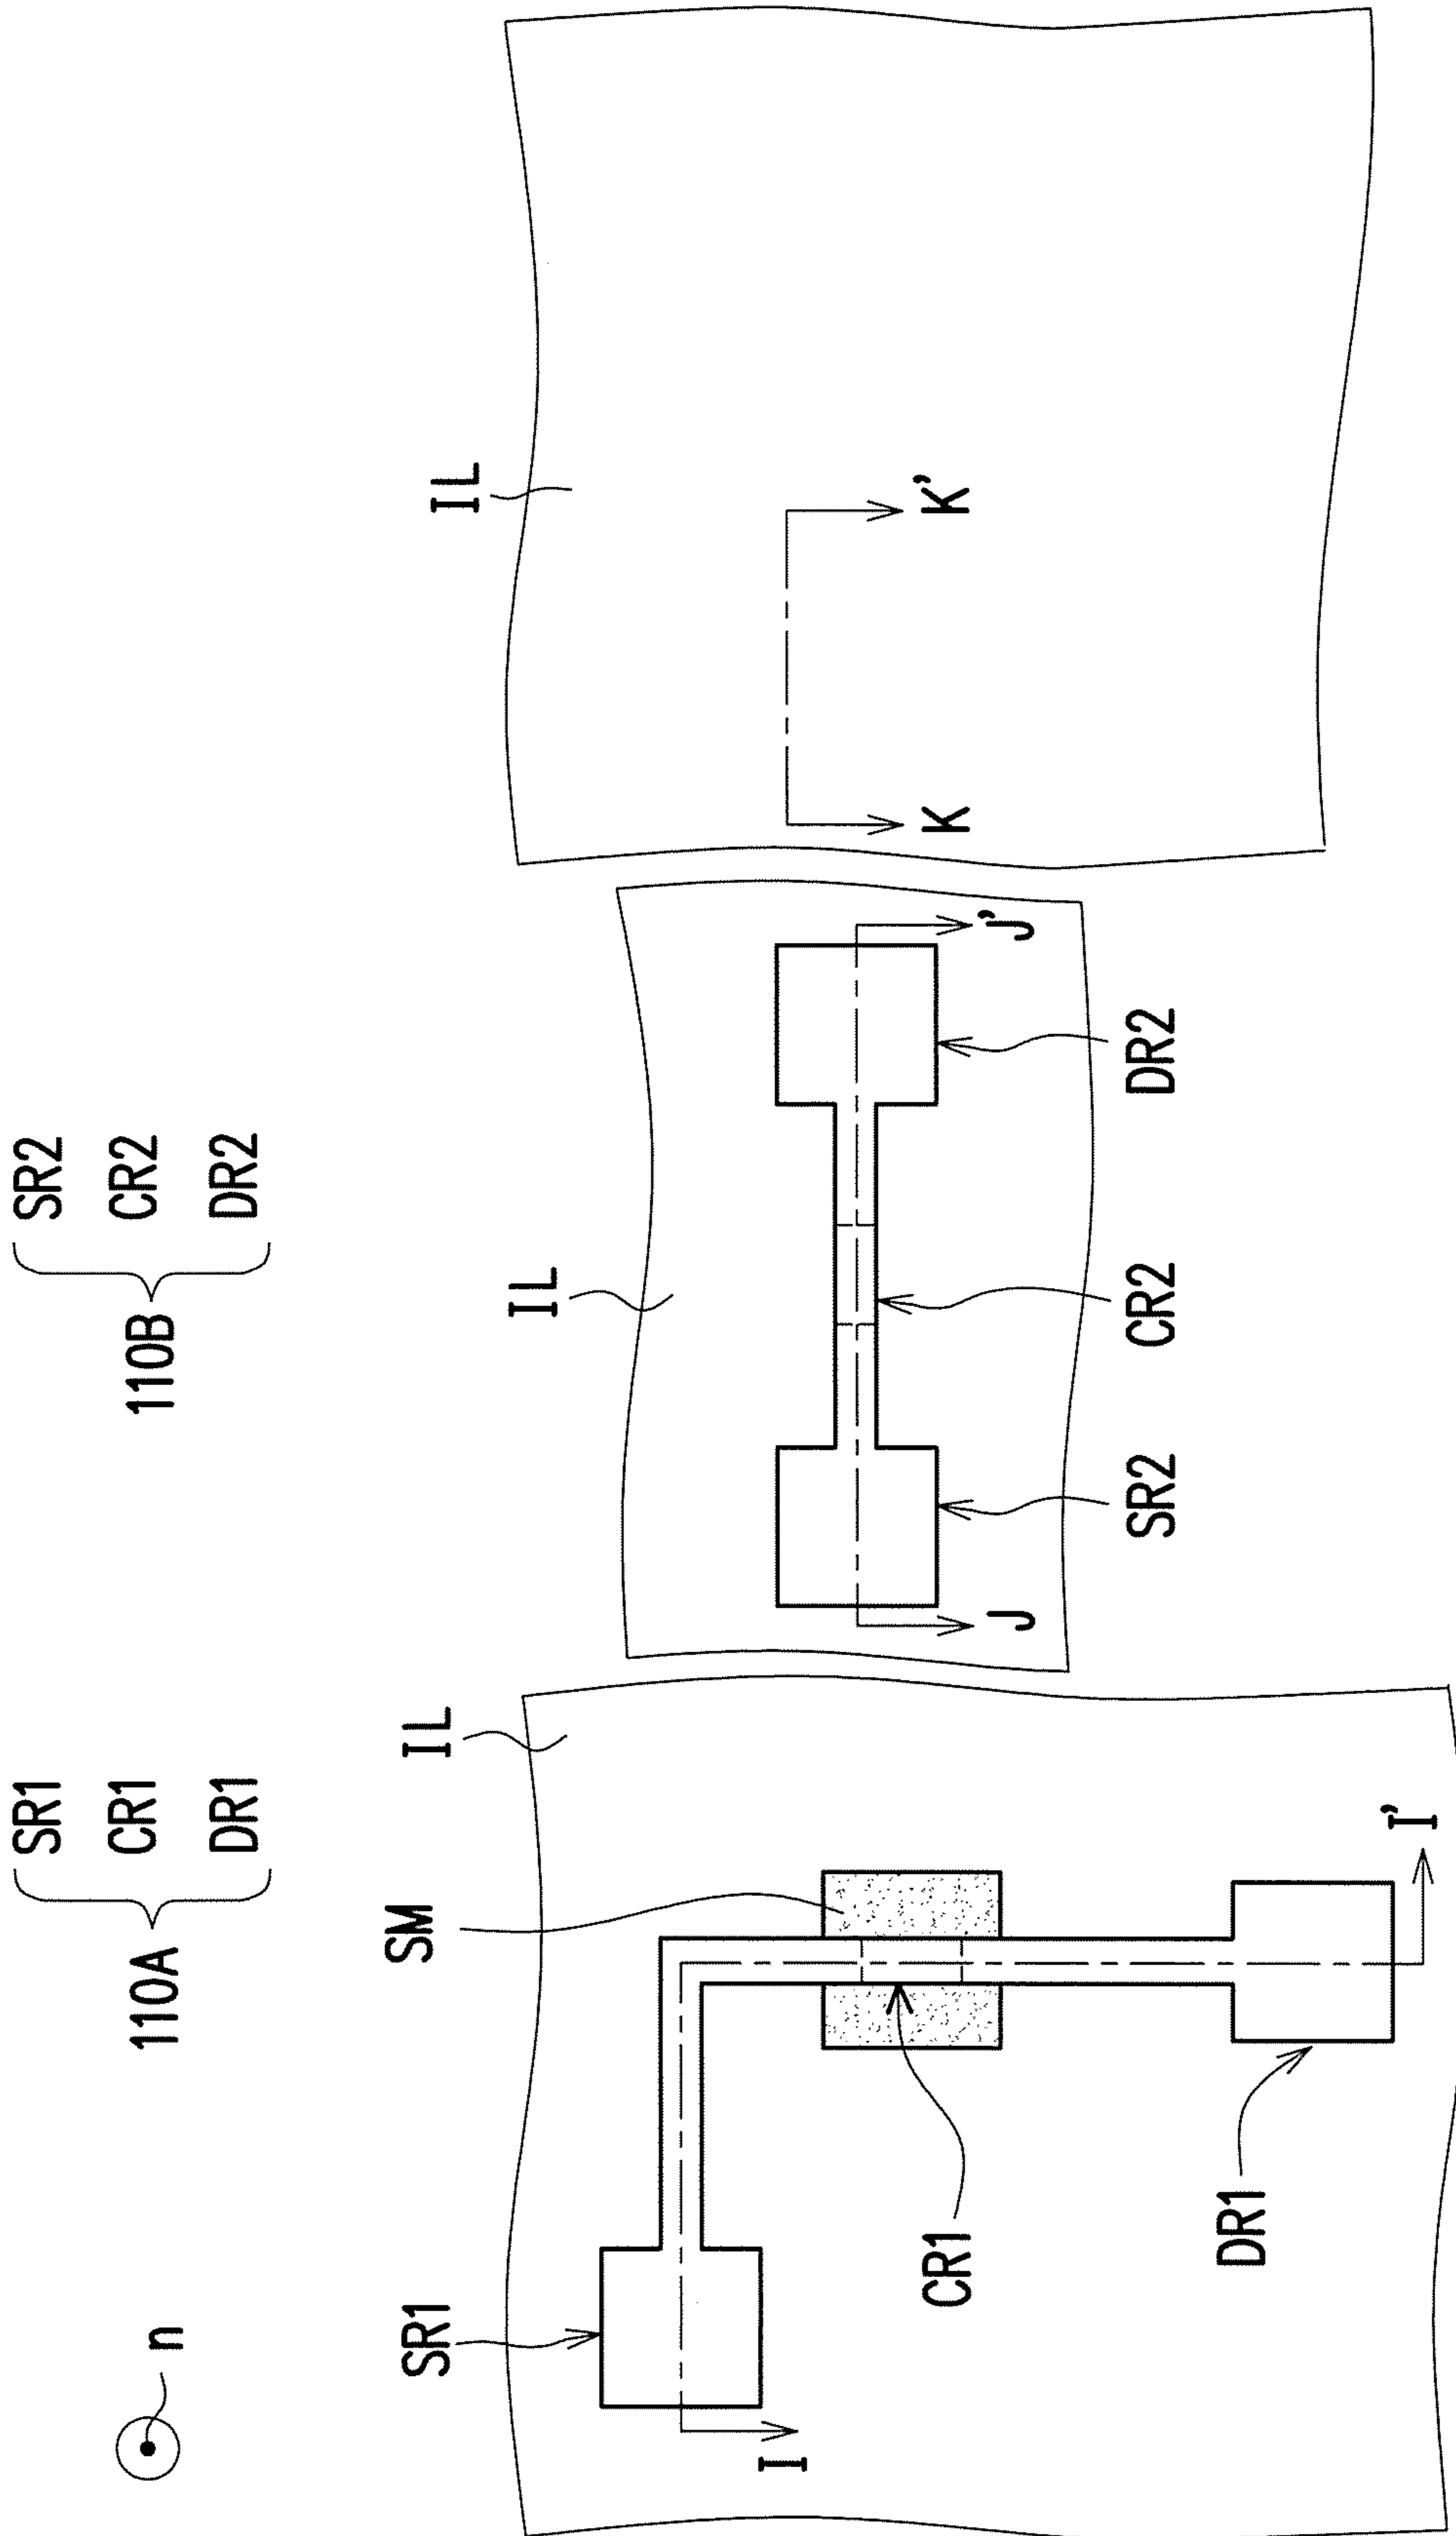 n
110A
SR1
CR1
DR1
110B
SR2
CR2
DR2
SR1
SM
IL
I
CR1
DR1
I'
IL
J
J'
SR2
CR2
DR2
IL
K
K'